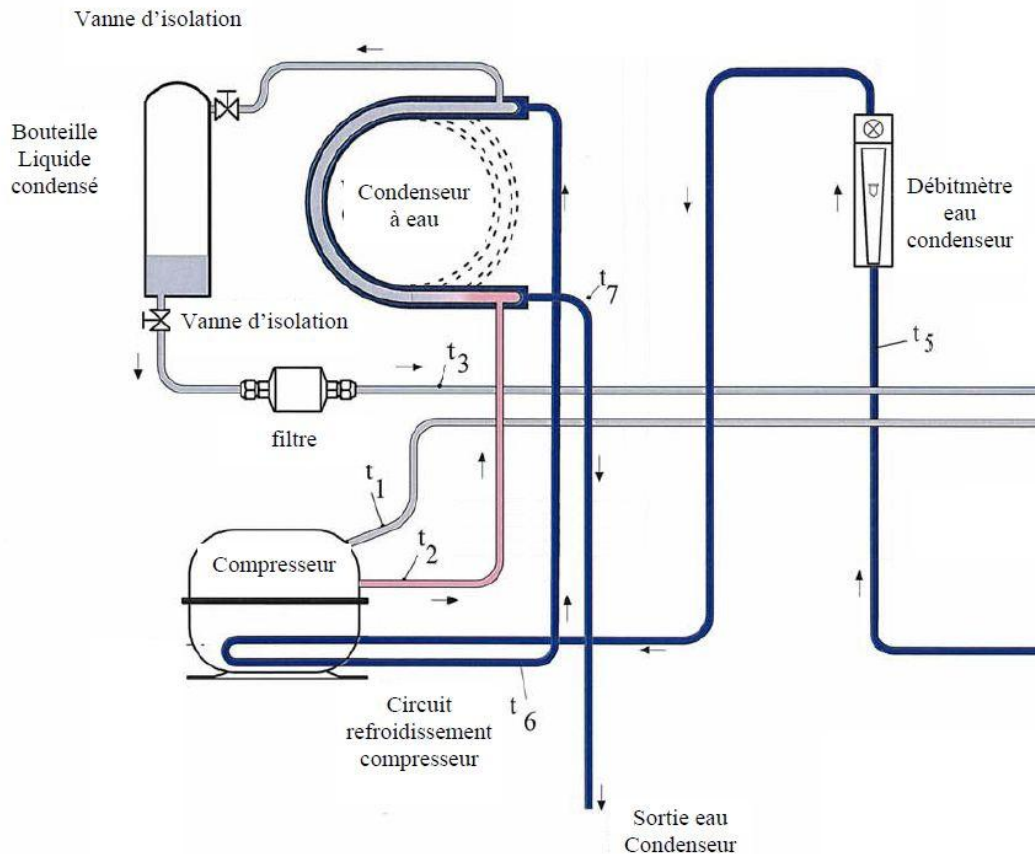 Vanne d'isolation
Bouteille
Liquide
condensé
Condenseur
à eau
Débitmètre
eau
condenseur
t7
Vanne d'isolation
t5
t3
filtre
t1
Compresseur
t2
t6
Circuit
refroidissement
compresseur
Sortie eau
Condenseur